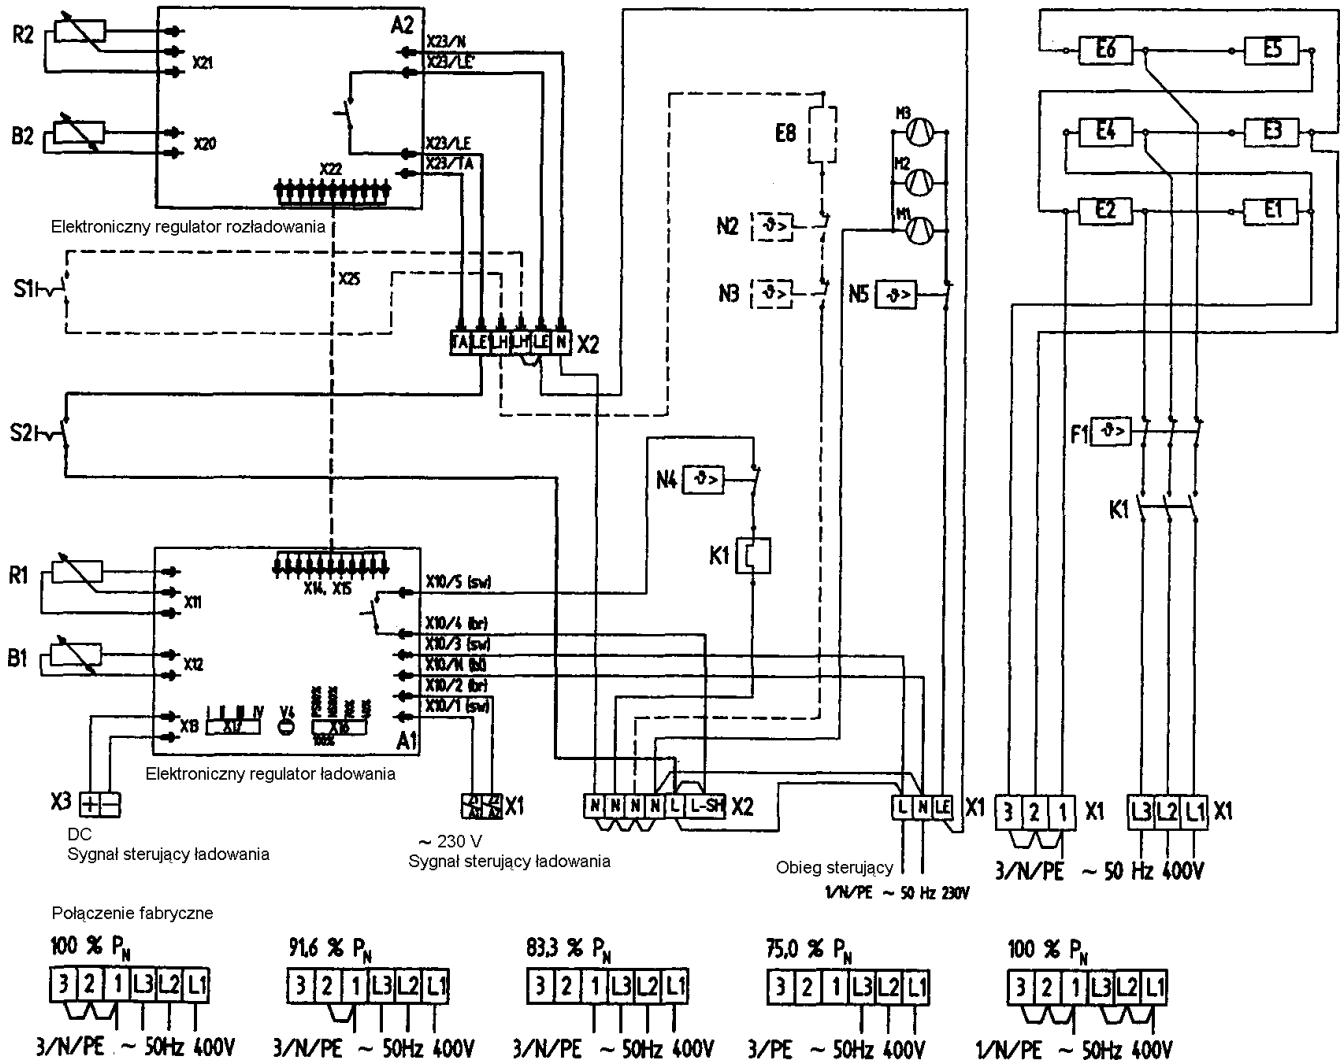 R2
X21
B2
X20
A2
X23/N
X23/LE'
X23/LE
X23/TA
X22
Elektroniczny regulator rozładowania
X25
S1
TA LE LH LH' LE' N X2
S2
E8
N2
N3
M3
M2
M1
N5
E6 E5
E4 E3
E2 E1
F1
K1
N4
K1
R1
X11
B1
X12
X13
X14, X15
X10/5 (sw)
X10/4 (br)
X10/3 (sw)
X10/N (bl)
X10/2 (br)
X10/1 (sw)
I II III IV
X17
V4
X16
100%
A1
Elektroniczny regulator ładowania
X3 + −
DC
Sygnał sterujący ładowania
A1 A2 X1
~ 230 V
Sygnał sterujący ładowania
N N N N L L-SH X2
L N LE X1
Obieg sterujący
1/N/PE ~ 50 Hz 230V
3 2 1 X1
L3 L2 L1 X1
3/N/PE ~ 50 Hz 400V
Połączenie fabryczne
100 % PN
3 2 1 L3 L2 L1
3/N/PE ~ 50Hz 400V
91,6 % PN
3 2 1 L3 L2 L1
3/N/PE ~ 50Hz 400V
83,3 % PN
3 2 1 L3 L2 L1
3/N/PE ~ 50Hz 400V
75,0 % PN
3 2 1 L3 L2 L1
3/PE ~ 50Hz 400V
100 % PN
3 2 1 L3 L2 L1
1/N/PE ~ 50Hz 400V